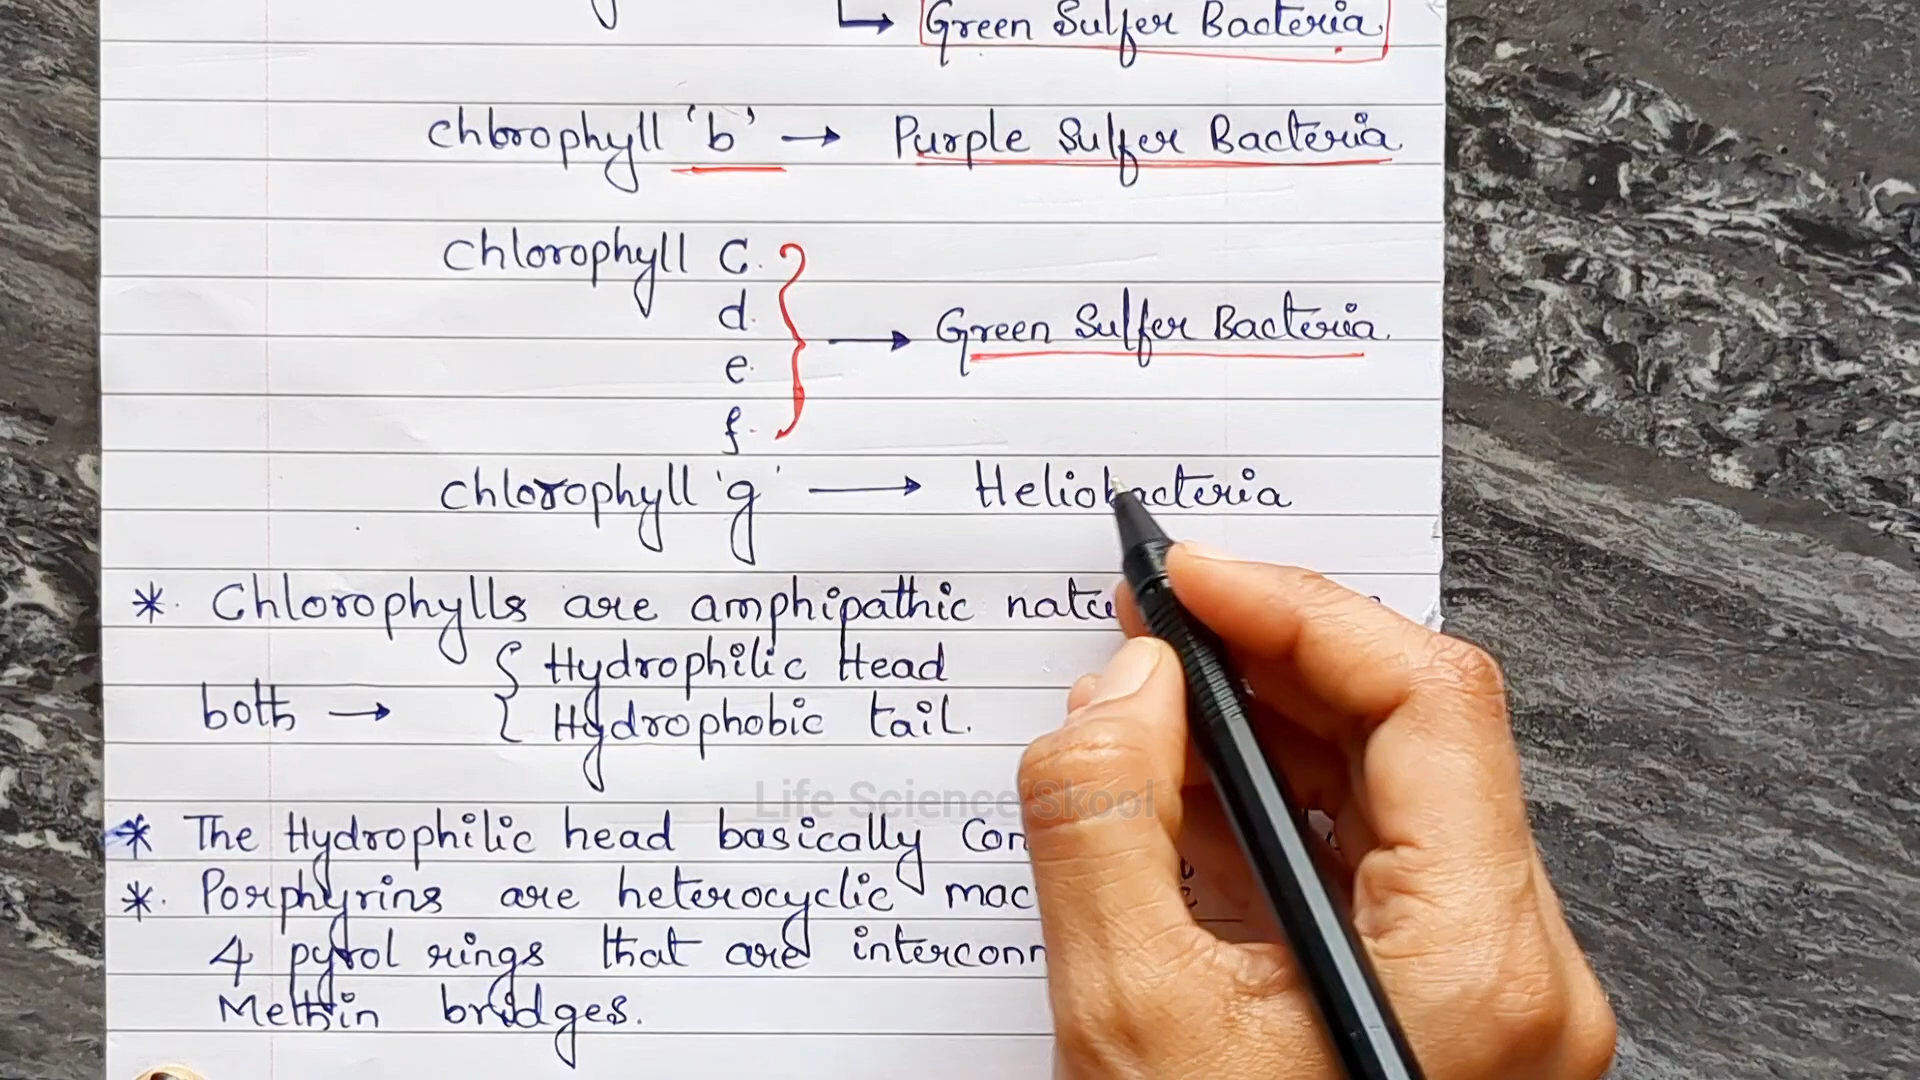 ↳ Green Sulfer Bacteria
chlorophyll 'b' → Purple Sulfer Bacteria
Chlorophyll C.
d.
e.
f.
→ Green Sulfer Bacteria.
chlorophyll 'g' → Heliobacteria
*. Chlorophylls are amphipathic
both → { Hydrophilic Head
Hydrophobic tail.
Life Science Skool
* The Hydrophilic head basically
*. Porphyrins are heterocyclic
4 pyrol rings that are
Methin bridges.